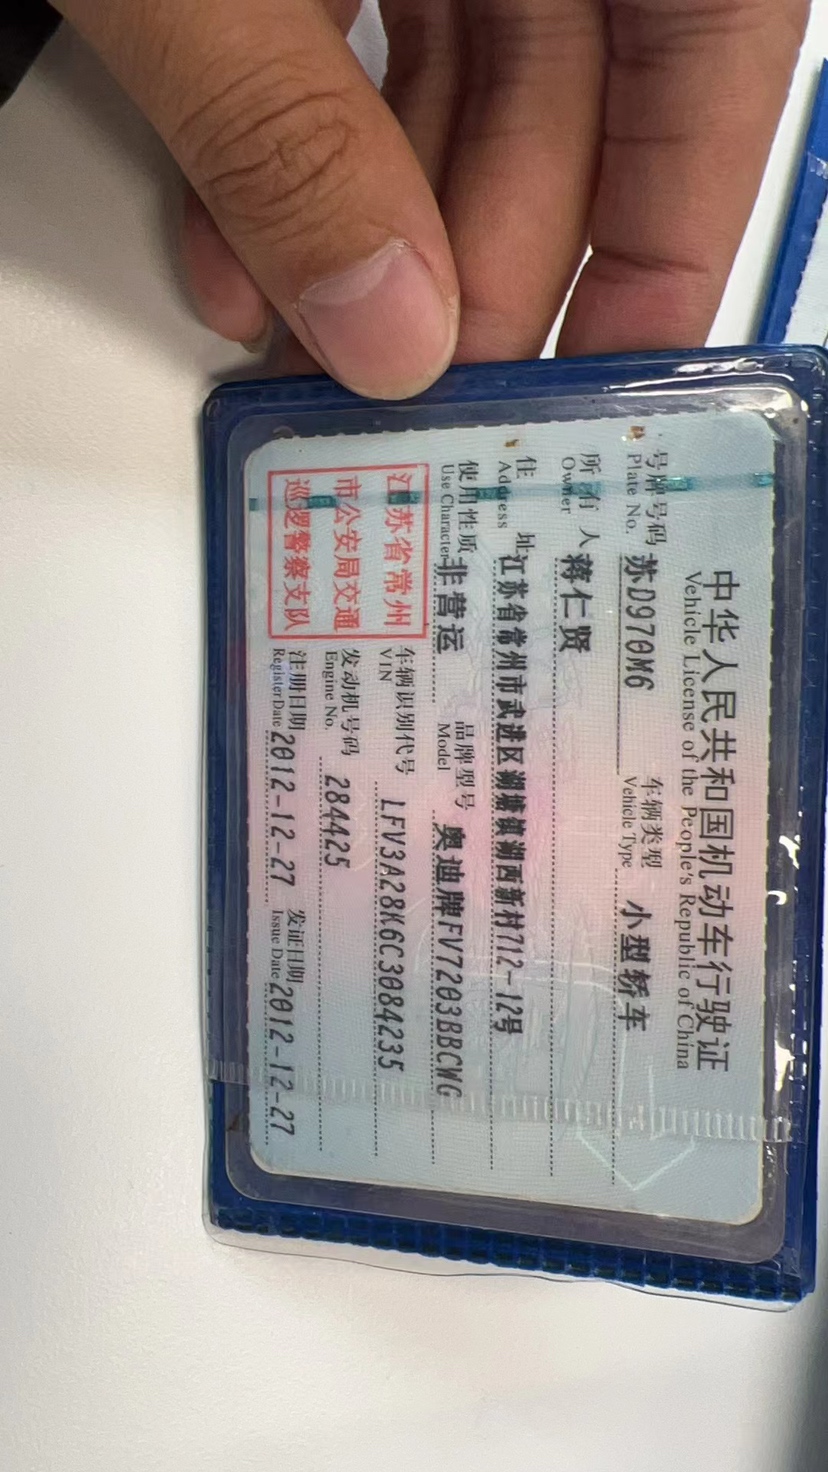 中华人民共和国机动车行驶证
Vehicle License of the People's Republic of China
号牌号码 苏D970M6 车辆类型 小型轿车
Plate No. Vehicle Type
所有人 蒋仁贤
Owner
住址 江苏省常州市武进区湖塘镇湖西新村712-12号
Address
使用性质 非营运 品牌型号 奥迪牌FV7203BBCWG
Use Character Model
江苏省常州
市公安局交通
巡逻警察支队
车辆识别代号 LFV3A28K6C3084235
VIN
发动机号码 284425
Engine No.
注册日期 2012-12-27 发证日期 2012-12-27
Register Date Issue Date